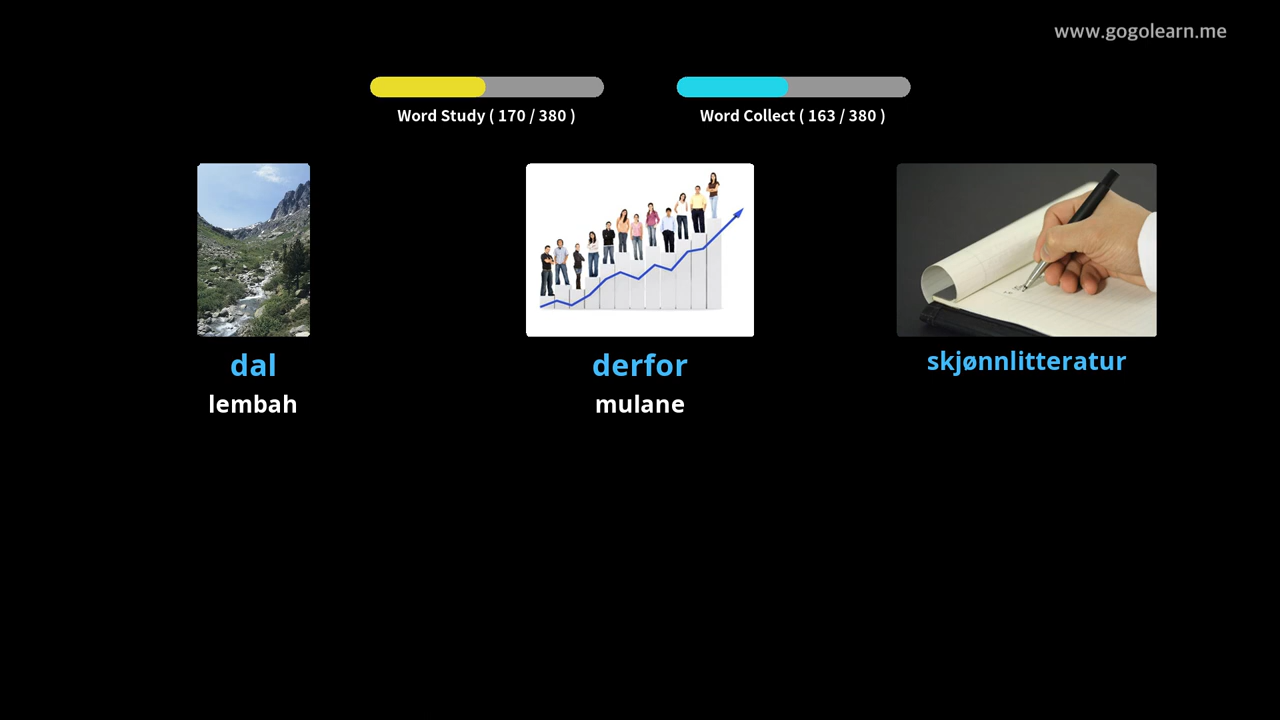 www.gogolearn.me
Word Study ( 170 / 380 )
Word Collect ( 163 / 380 )
dal
derfor
skjønnlitteratur
lembah
mulane